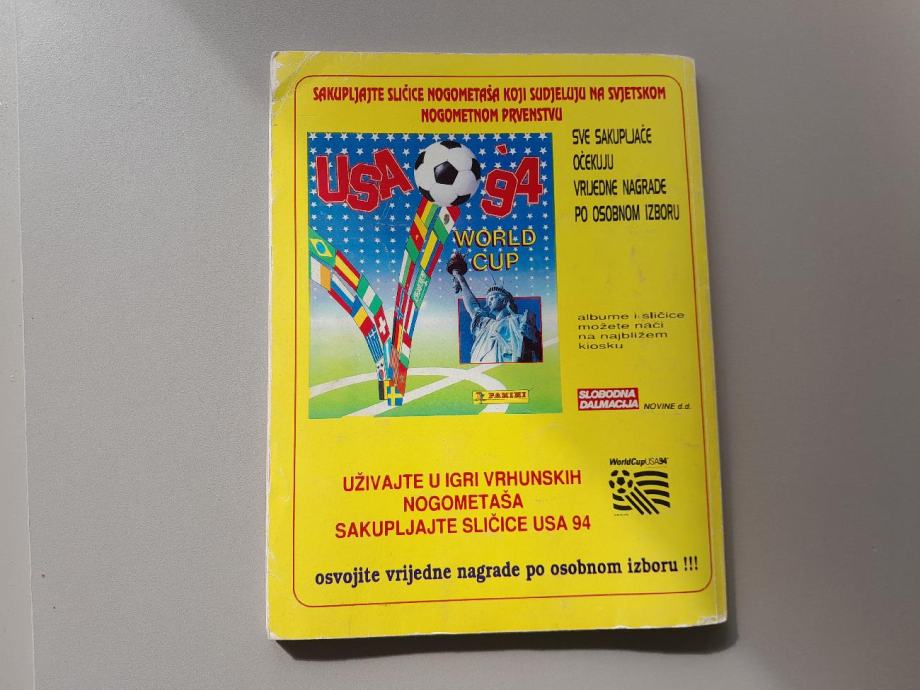 SAKUPLJAJTE SLIČICE NOGOMETAŠA KOJI SUDJELUJU NA SVJETSKOM
NOGOMETNOM PRVENSTVU
USA '94
WORLD
CUP
PANINI
SVE SAKUPLJAČE
OČEKUJU
VRIJEDNE NAGRADE
PO OSOBNOM IZBORU
albume i sličice
možete naći
na najbližem
kiosku
SLOBODNA
DALMACIJA
NOVINE d.d.
UŽIVAJTE U IGRI VRHUNSKIH
NOGOMETAŠA
SAKUPLJAJTE SLIČICE USA 94
WorldCupUSA94
osvojite vrijedne nagrade po osobnom izboru !!!